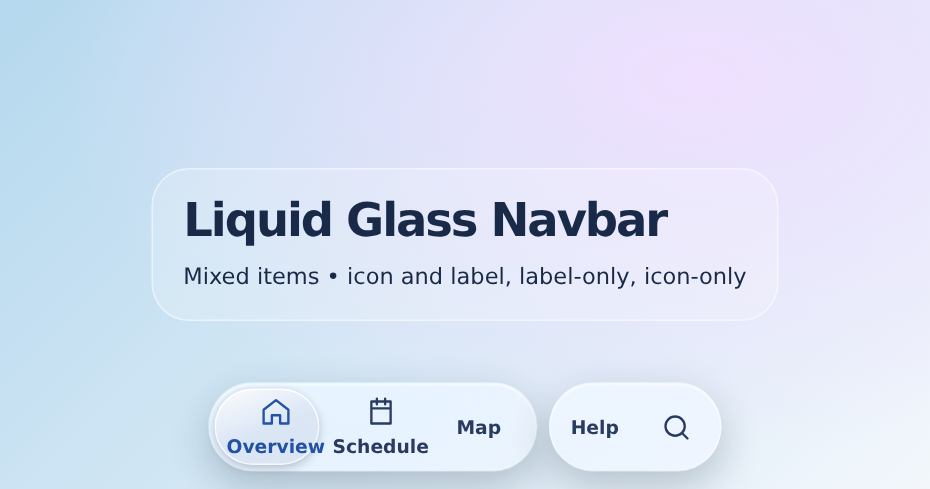 Liquid Glass Navbar
Mixed items • icon and label, label-only, icon-only
Overview Schedule Map Help